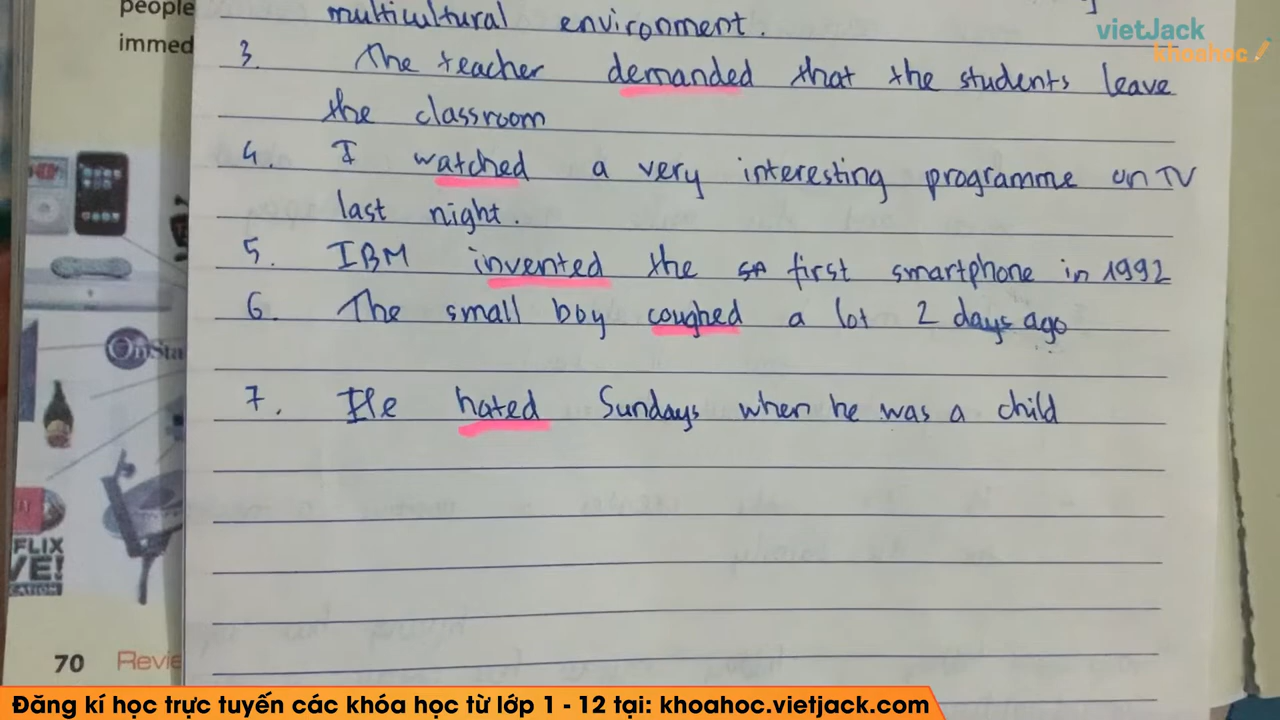 people
immed
multicultural environment.
vietJack
khoahoc
3. The teacher demanded that the students leave
the classroom
4. I watched a very interesting programme on TV
last night.
5. IBM invented the first smartphone in 1992
6. The small boy coughed a lot 2 days ago
OnSta
7. He hated Sundays when he was a child
FLIX
VE!
70 Revie
Đăng kí học trực tuyến các khóa học từ lớp 1 - 12 tại: khoahoc.vietjack.com